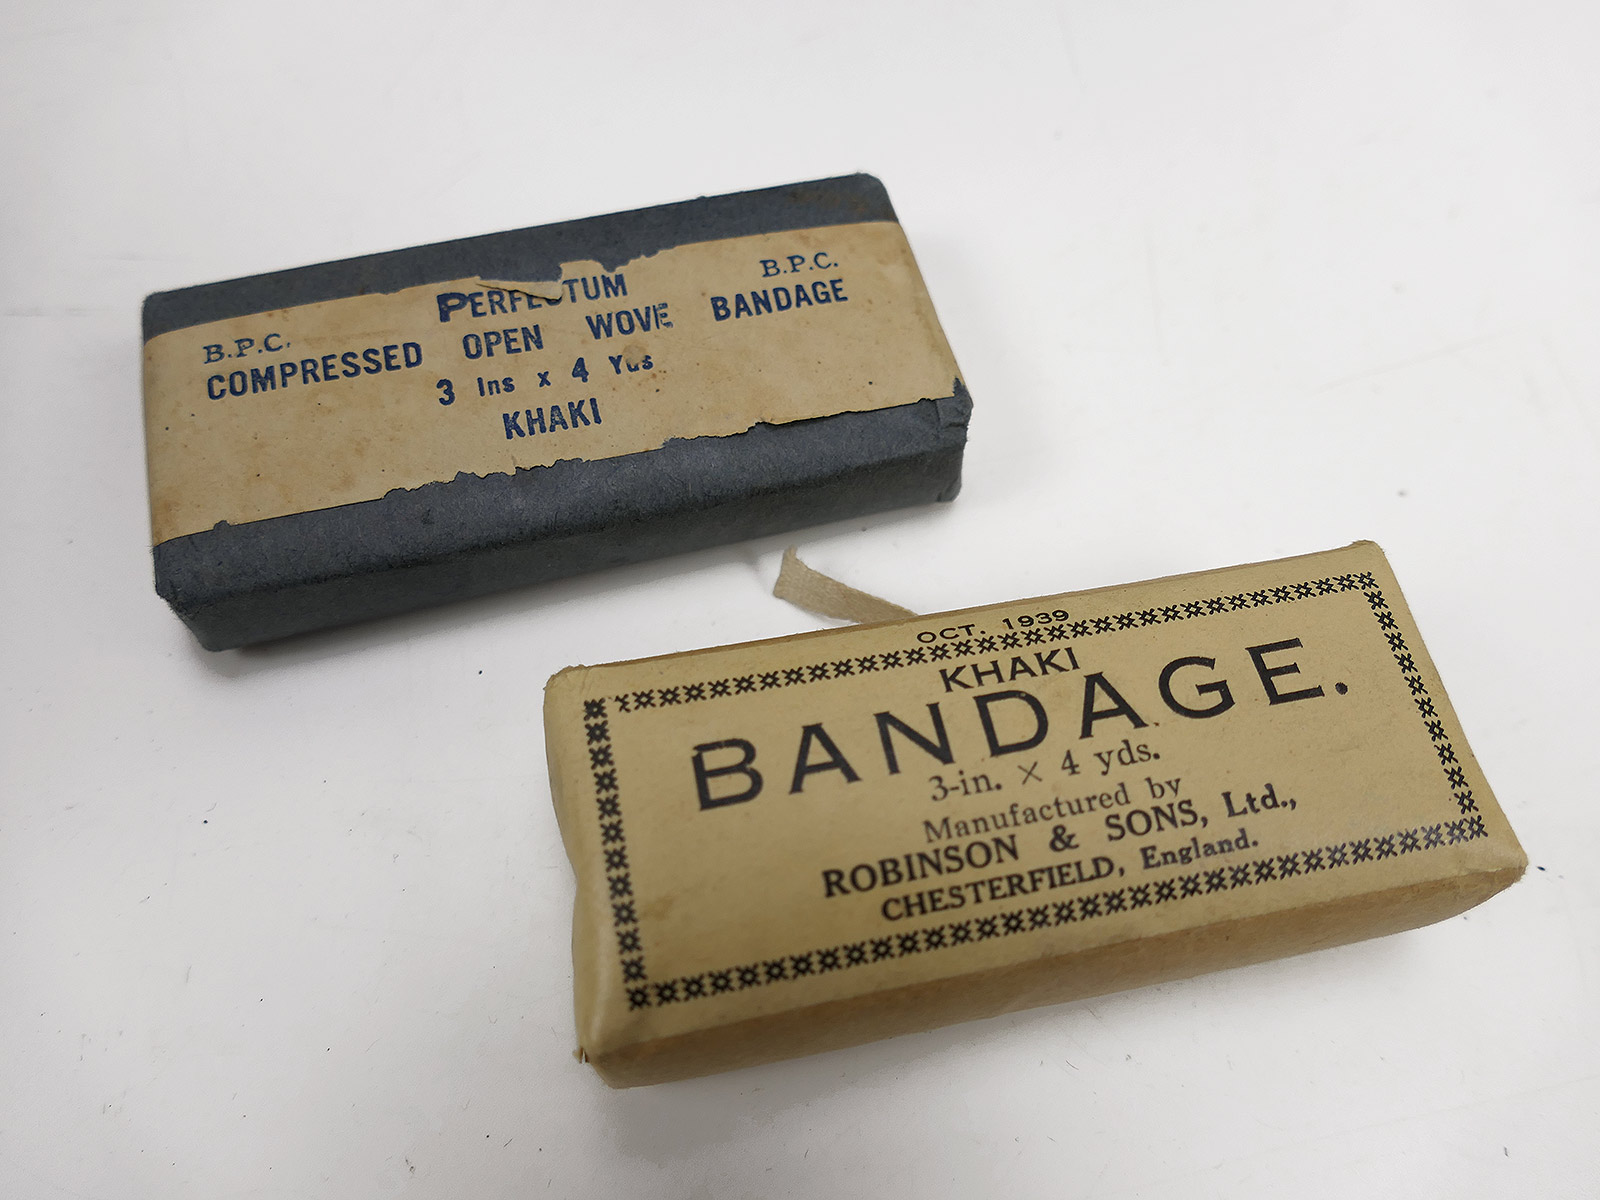 PERFECTUM
B.P.C. B.P.C.
COMPRESSED OPEN WOVE BANDAGE
3 Ins x 4 Yds
KHAKI
OCT. 1939
KHAKI
BANDAGE.
3-in. × 4 yds.
Manufactured by
ROBINSON & SONS, Ltd.,
CHESTERFIELD, England.